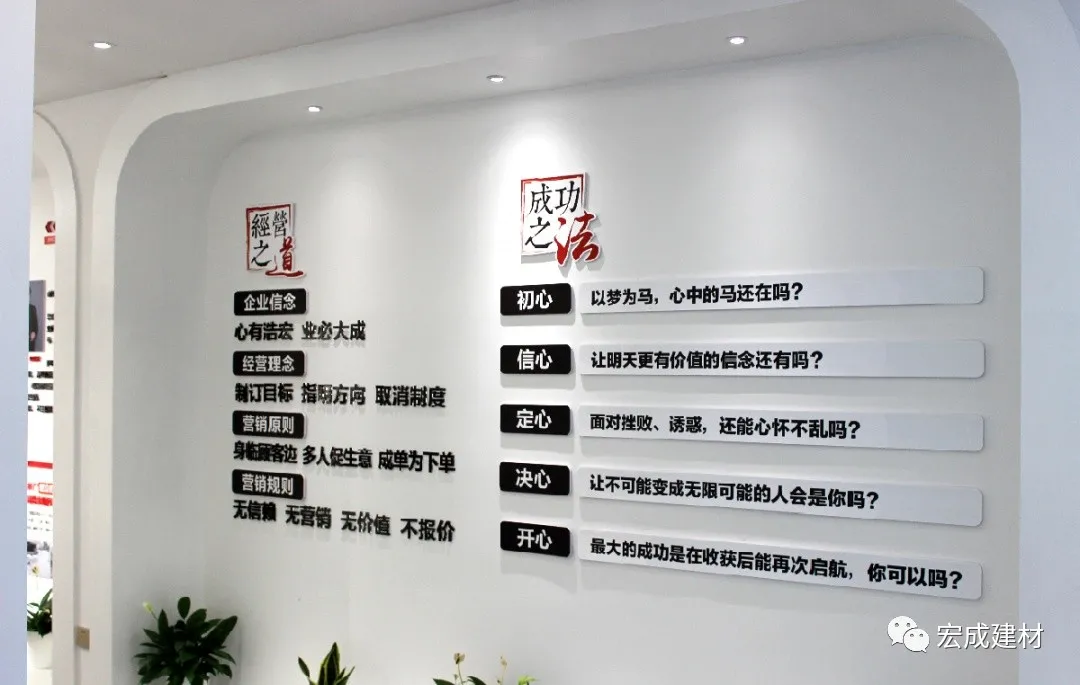 經營
之道
企业信念
心有浩宏 业必大成
经营理念
制订目标 指明方向 取消制度
营销原则
身临顾客边 多人促生意 成单为下单
营销规则
无信赖 无营销 无价值 不报价
成功
之法
初心
以梦为马，心中的马还在吗？
信心
让明天更有价值的信念还有吗？
定心
面对挫败、诱惑，还能心怀不乱吗？
决心
让不可能变成无限可能的人会是你吗？
开心
最大的成功是在收获后能再次启航，你可以吗？
宏成建材